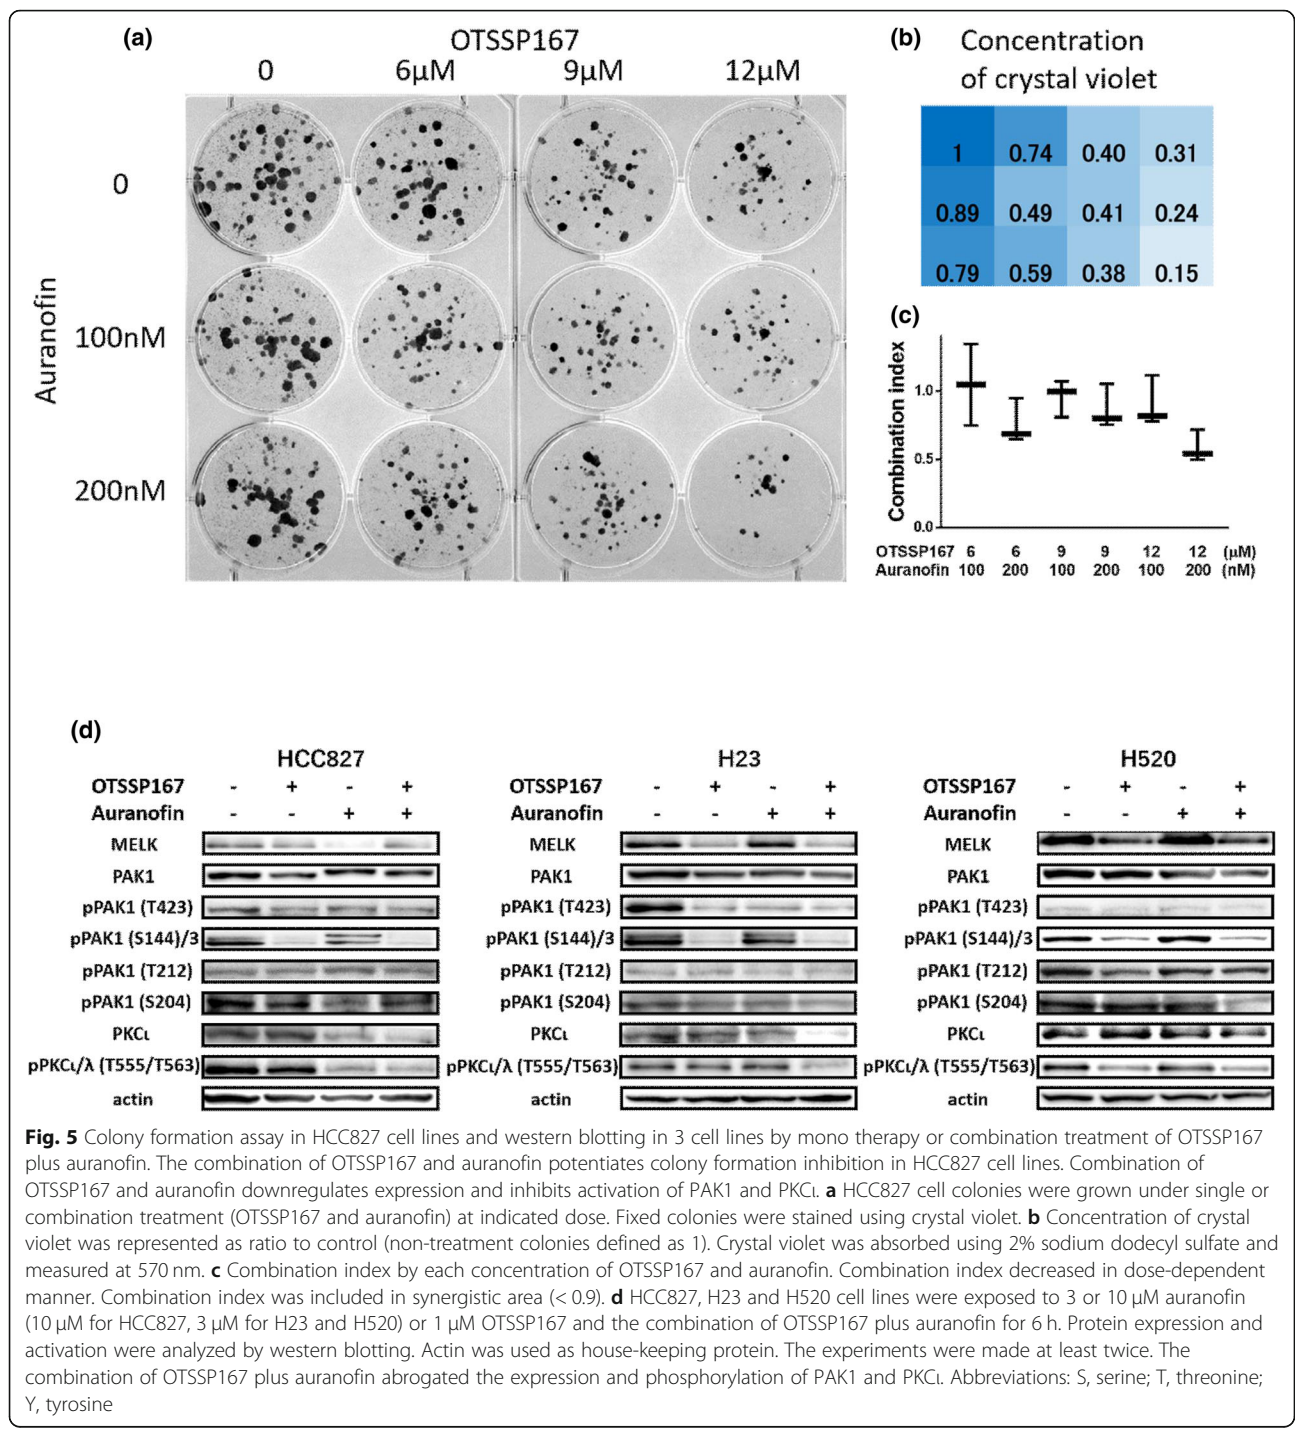 (a)
OTSSP167
0 6µM 9µM 12µM
Auranofin
0
100nM
200nM
(b) Concentration
of crystal violet
1 0.74 0.40 0.31
0.89 0.49 0.41 0.24
0.79 0.59 0.38 0.15
(c)
Combination index
1.0
0.5
0.0
OTSSP167 6 6 9 9 12 12 (µM)
Auranofin 100 200 100 200 100 200 (nM)
(d)
HCC827
OTSSP167 - + - +
Auranofin - - + +
MELK
PAK1
pPAK1 (T423)
pPAK1 (S144)/3
pPAK1 (T212)
pPAK1 (S204)
PKCι
pPKCι/λ (T555/T563)
actin
H23
OTSSP167 - + - +
Auranofin - - + +
MELK
PAK1
pPAK1 (T423)
pPAK1 (S144)/3
pPAK1 (T212)
pPAK1 (S204)
PKCι
pPKCι/λ (T555/T563)
actin
H520
OTSSP167 - + - +
Auranofin - - + +
MELK
PAK1
pPAK1 (T423)
pPAK1 (S144)/3
pPAK1 (T212)
pPAK1 (S204)
PKCι
pPKCι/λ (T555/T563)
actin
Fig. 5 Colony formation assay in HCC827 cell lines and western blotting in 3 cell lines by mono therapy or combination treatment of OTSSP167
plus auranofin. The combination of OTSSP167 and auranofin potentiates colony formation inhibition in HCC827 cell lines. Combination of
OTSSP167 and auranofin downregulates expression and inhibits activation of PAK1 and PKCι. a HCC827 cell colonies were grown under single or
combination treatment (OTSSP167 and auranofin) at indicated dose. Fixed colonies were stained using crystal violet. b Concentration of crystal
violet was represented as ratio to control (non-treatment colonies defined as 1). Crystal violet was absorbed using 2% sodium dodecyl sulfate and
measured at 570 nm. c Combination index by each concentration of OTSSP167 and auranofin. Combination index decreased in dose-dependent
manner. Combination index was included in synergistic area (< 0.9). d HCC827, H23 and H520 cell lines were exposed to 3 or 10 µM auranofin
(10 µM for HCC827, 3 µM for H23 and H520) or 1 µM OTSSP167 and the combination of OTSSP167 plus auranofin for 6 h. Protein expression and
activation were analyzed by western blotting. Actin was used as house-keeping protein. The experiments were made at least twice. The
combination of OTSSP167 plus auranofin abrogated the expression and phosphorylation of PAK1 and PKCι. Abbreviations: S, serine; T, threonine;
Y, tyrosine